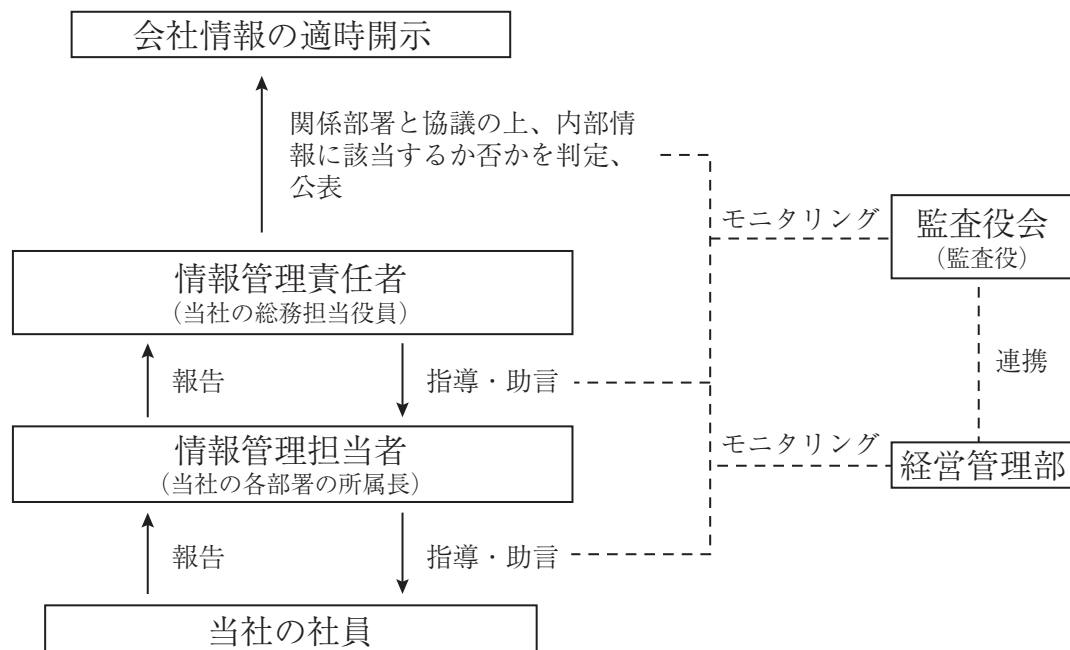 会社情報の適時開示
関係部署と協議の上、内部情
報に該当するか否かを判定、
公表
モニタリング
監査役会
（監査役）
情報管理責任者
（当社の総務担当役員）
報告
指導・助言
連携
情報管理担当者
（当社の各部署の所属長）
モニタリング
経営管理部
報告
指導・助言
当社の社員